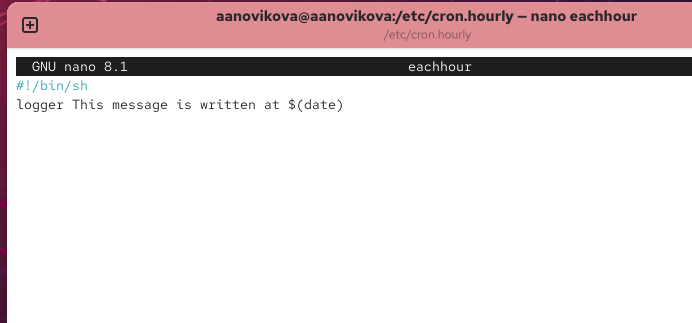 aanovikova@aanovikova:/etc/cron.hourly — nano eachhour
/etc/cron.hourly
GNU nano 8.1 eachhour
#!/bin/sh
logger This message is written at $(date)